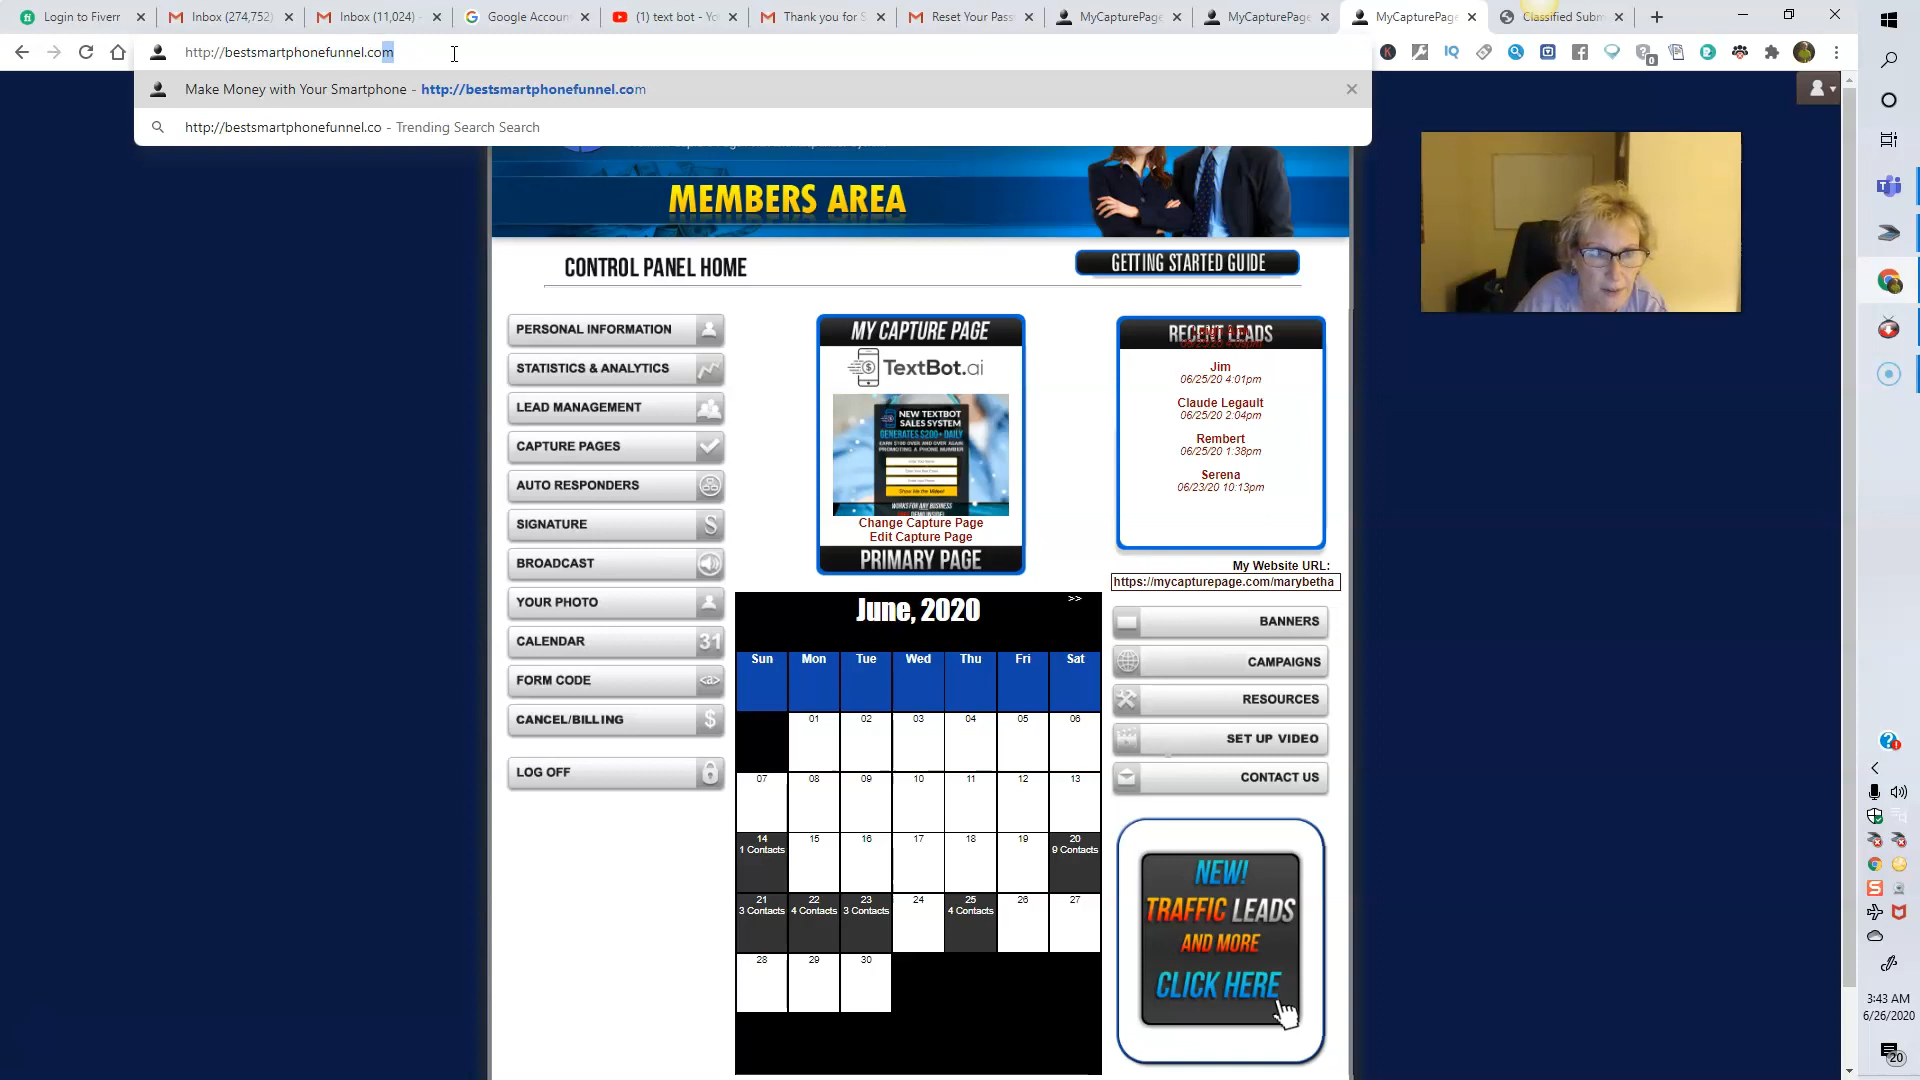 Login to Fiverr
Inbox (274,752)
Inbox (11,024) -
Google Accoun
(1) text bot - Yo
Thank you for S
Reset Your Pass
MyCapturePage
MyCapturePage
MyCapturePage
Classified Subm
http://bestsmartphonefunnel.com
Make Money with Your Smartphone - http://bestsmartphonefunnel.com
http://bestsmartphonefunnel.co - Trending Search Search
MEMBERS AREA
CONTROL PANEL HOME
GETTING STARTED GUIDE
PERSONAL INFORMATION
STATISTICS & ANALYTICS
LEAD MANAGEMENT
CAPTURE PAGES
AUTO RESPONDERS
SIGNATURE
BROADCAST
YOUR PHOTO
CALENDAR
31
FORM CODE
<a>
CANCEL/BILLING
LOG OFF
MY CAPTURE PAGE
TextBot.ai
NEW TEXTBOT
SALES SYSTEM
GENERATES $200+ DAILY
EARN $100 OVER AND OVER AGAIN
PROMOTING A PHONE NUMBER
Show Me the Video!
WORKS FOR ANY BUSINESS
Change Capture Page
Edit Capture Page
PRIMARY PAGE
RECENT LEADS
Jim
06/25/20 4:01pm
Claude Legault
06/25/20 2:04pm
Rembert
06/25/20 1:38pm
Serena
06/23/20 10:13pm
My Website URL:
https://mycapturepage.com/marybetha
BANNERS
CAMPAIGNS
RESOURCES
SET UP VIDEO
CONTACT US
June, 2020
>>
Sun Mon Tue Wed Thu Fri Sat
01 02 03 04 05 06
07 08 09 10 11 12 13
14 15 16 17 18 19 20
1 Contacts 9 Contacts
21 22 23 24 25 26 27
3 Contacts 4 Contacts 3 Contacts 4 Contacts
28 29 30
NEW!
TRAFFIC LEADS
AND MORE
CLICK HERE
3:43 AM
6/26/2020
20